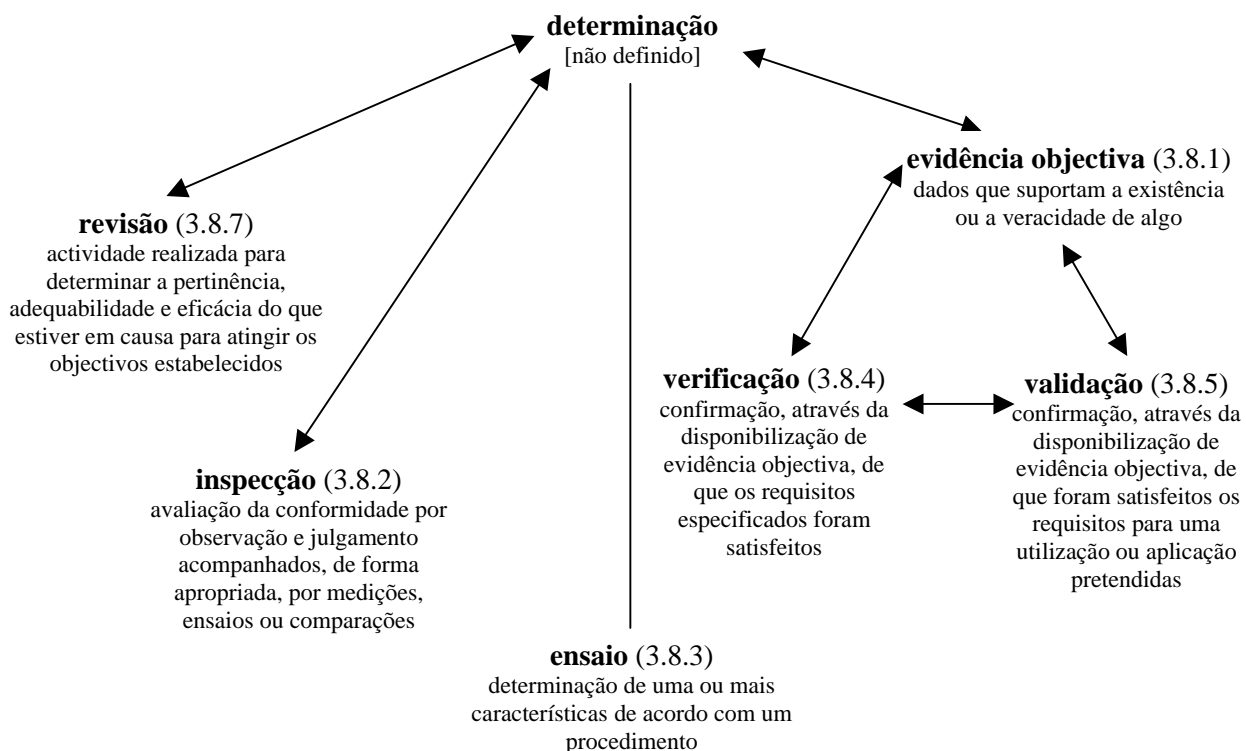 determinação
[não definido]
evidência objectiva (3.8.1)
dados que suportam a existência
ou a veracidade de algo
revisão (3.8.7)
actividade realizada para
determinar a pertinência,
adequabilidade e eficácia do que
estiver em causa para atingir os
objectivos estabelecidos
verificação (3.8.4)
confirmação, através da
disponibilização de
evidência objectiva, de
que os requisitos
especificados foram
satisfeitos
validação (3.8.5)
confirmação, através da
disponibilização de
evidência objectiva, de
que foram satisfeitos os
requisitos para uma
utilização ou aplicação
pretendidas
inspecção (3.8.2)
avaliação da conformidade por
observação e julgamento
acompanhados, de forma
apropriada, por medições,
ensaios ou comparações
ensaio (3.8.3)
determinação de uma ou mais
características de acordo com um
procedimento